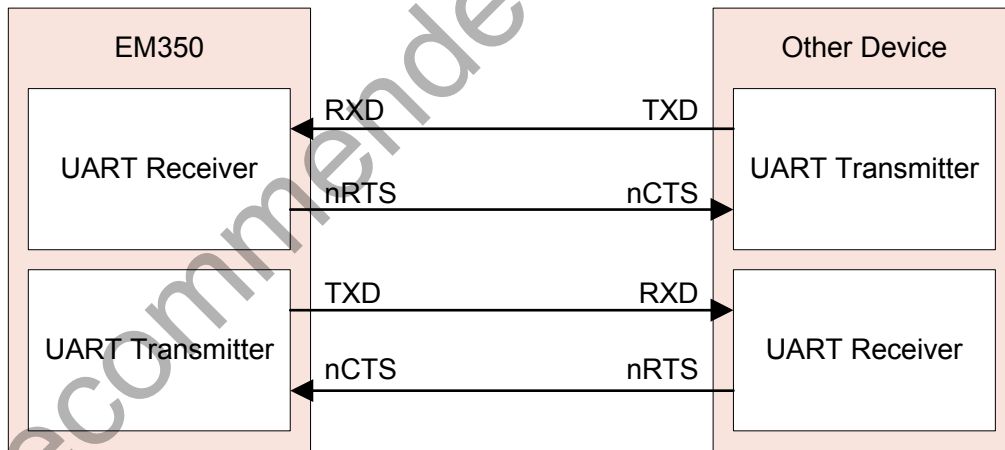 EM350
Other Device
RXD
TXD
UART Receiver
UART Transmitter
nRTS
nCTS
TXD
RXD
UART Transmitter
UART Receiver
nCTS
nRTS
ecommende